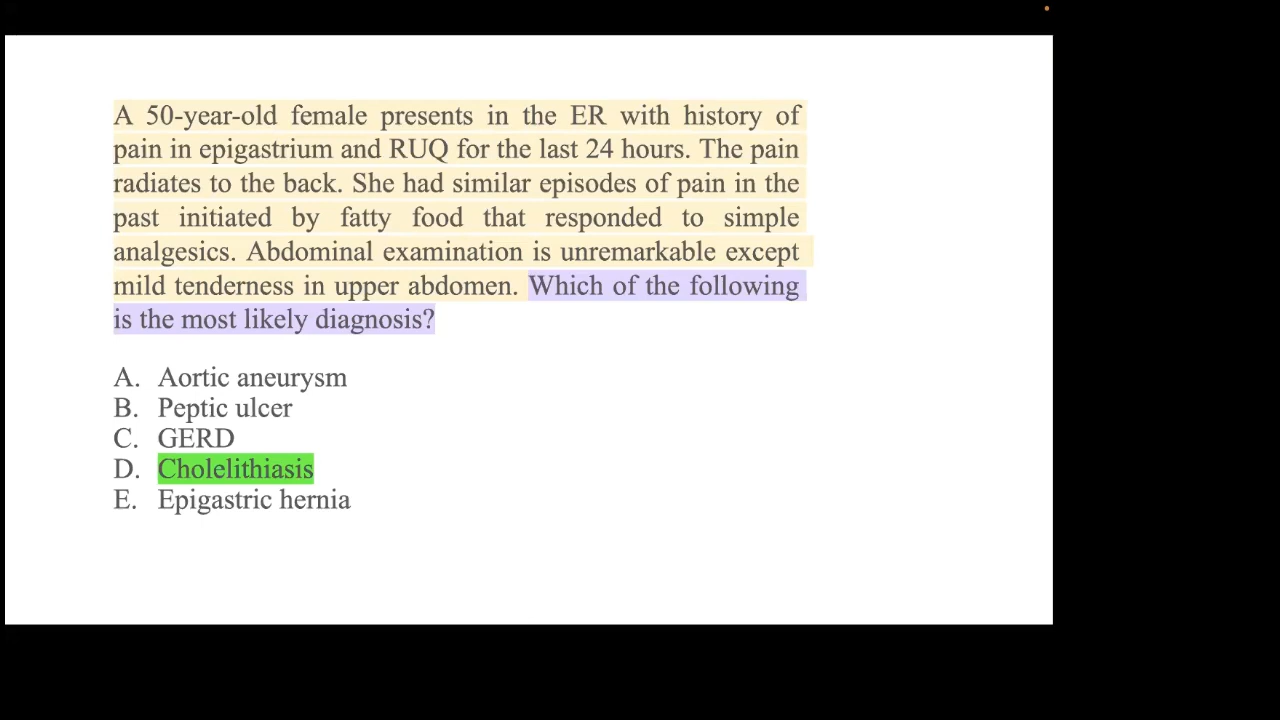 A 50-year-old female presents in the ER with history of
pain in epigastrium and RUQ for the last 24 hours. The pain
radiates to the back. She had similar episodes of pain in the
past initiated by fatty food that responded to simple
analgesics. Abdominal examination is unremarkable except
mild tenderness in upper abdomen. Which of the following
is the most likely diagnosis?
A. Aortic aneurysm
B. Peptic ulcer
C. GERD
D. Cholelithiasis
E. Epigastric hernia